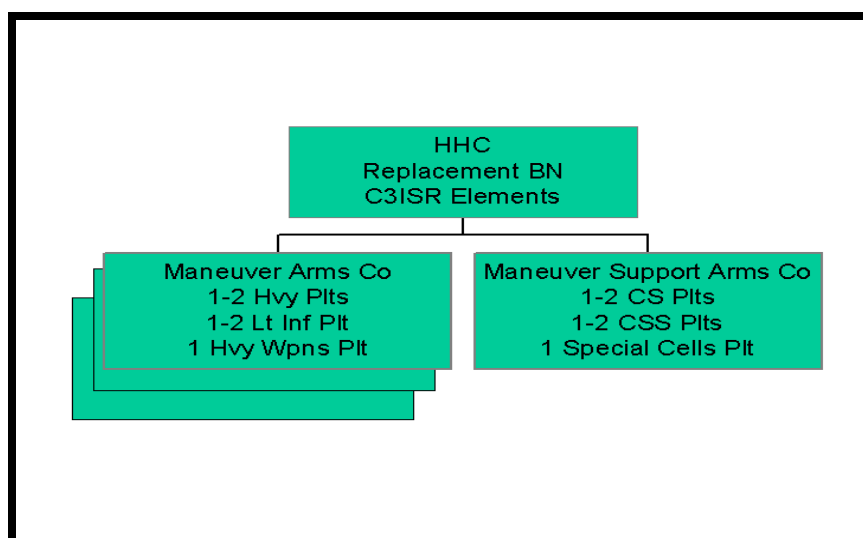 HHC
Replacement BN
C3ISR Elements
Maneuver Arms Co
1-2 Hvy Plts
1-2 Lt Inf Plt
1 Hvy Wpns Plt
Maneuver Support Arms Co
1-2 CS Plts
1-2 CSS Plts
1 Special Cells Plt